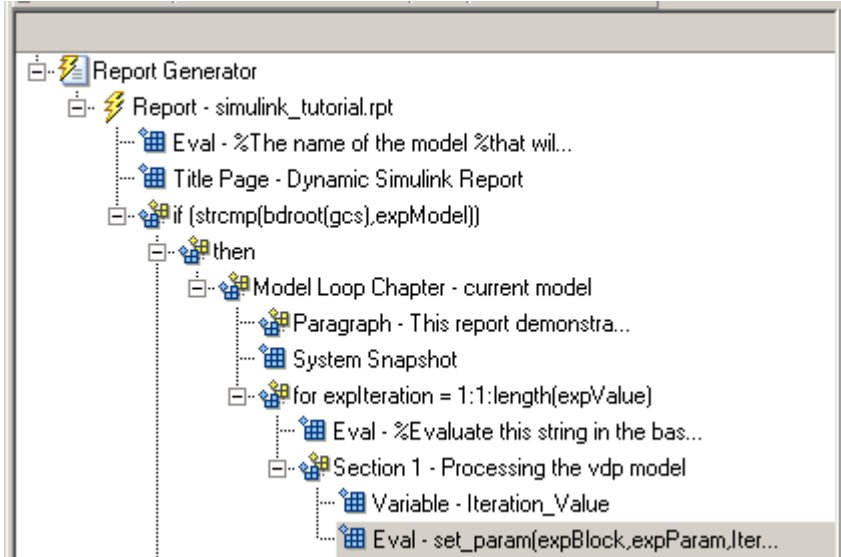 Report Generator
Report - simulink_tutorial.rpt
Eval - %The name of the model %that wil...
Title Page - Dynamic Simulink Report
if (strcmp(bdroot(gcs),expModel))
then
Model Loop Chapter - current model
Paragraph - This report demonstra...
System Snapshot
for expIteration = 1:1:length(expValue)
Eval - %Evaluate this string in the bas...
Section 1 - Processing the vdp model
Variable - Iteration_Value
Eval - set_param(expBlock,expParam,Iter...